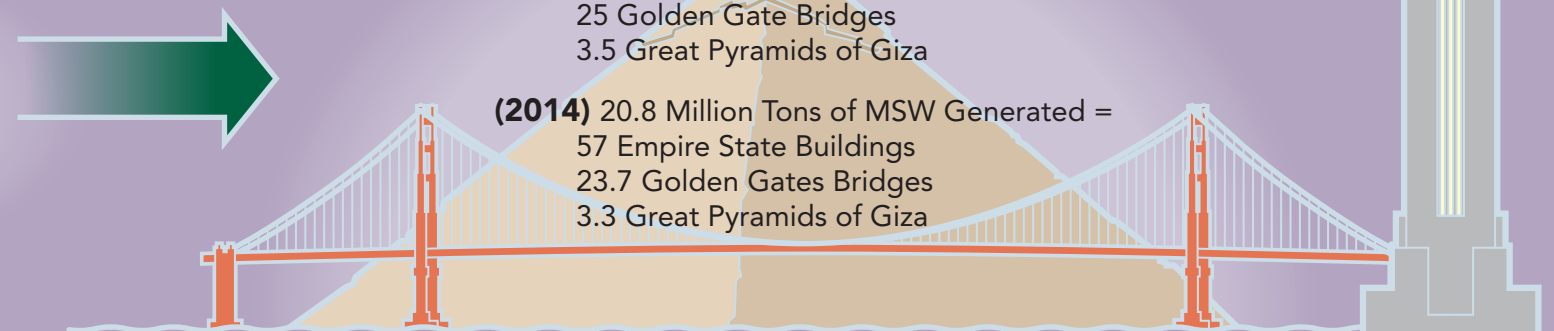 25 Golden Gate Bridges
3.5 Great Pyramids of Giza
(2014) 20.8 Million Tons of MSW Generated =
57 Empire State Buildings
23.7 Golden Gates Bridges
3.3 Great Pyramids of Giza